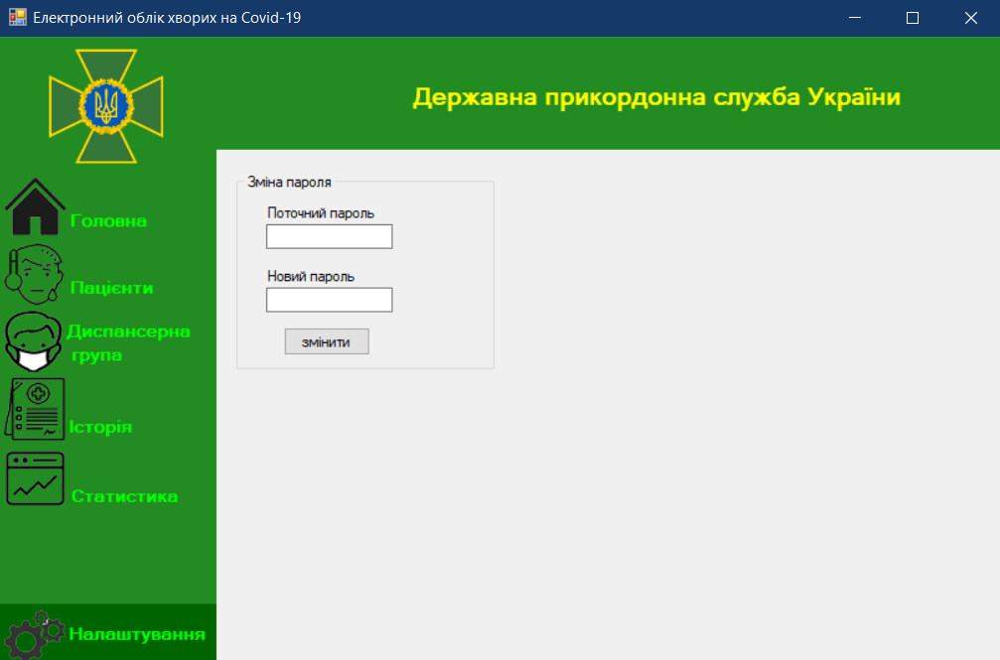 Електронний облік хворих на Covid-19
Державна прикордонна служба України
Головна
Пацієнти
Диспансерна
група
Історія
Статистика
Налаштування
Зміна пароля
Поточний пароль
Новий пароль
змінити